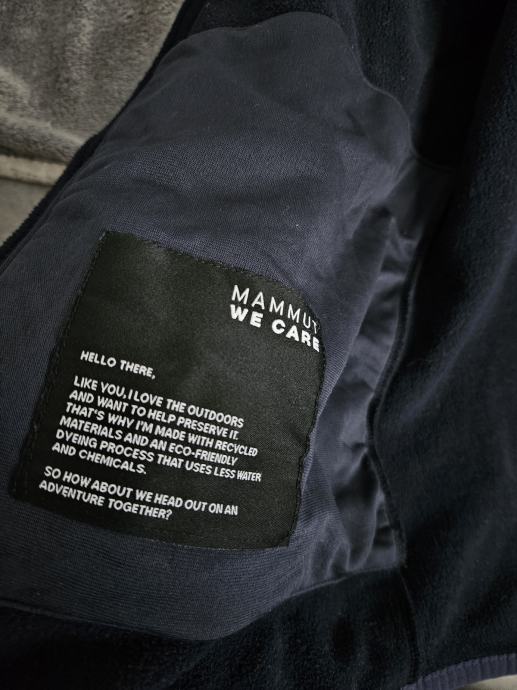 MAMMUT
WE CARE
HELLO THERE,
LIKE YOU, I LOVE THE OUTDOORS
AND WANT TO HELP PRESERVE IT.
THAT'S WHY I'M MADE WITH RECYCLED
MATERIALS AND AN ECO-FRIENDLY
DYEING PROCESS THAT USES LESS WATER
AND CHEMICALS.
SO HOW ABOUT WE HEAD OUT ON AN
ADVENTURE TOGETHER?